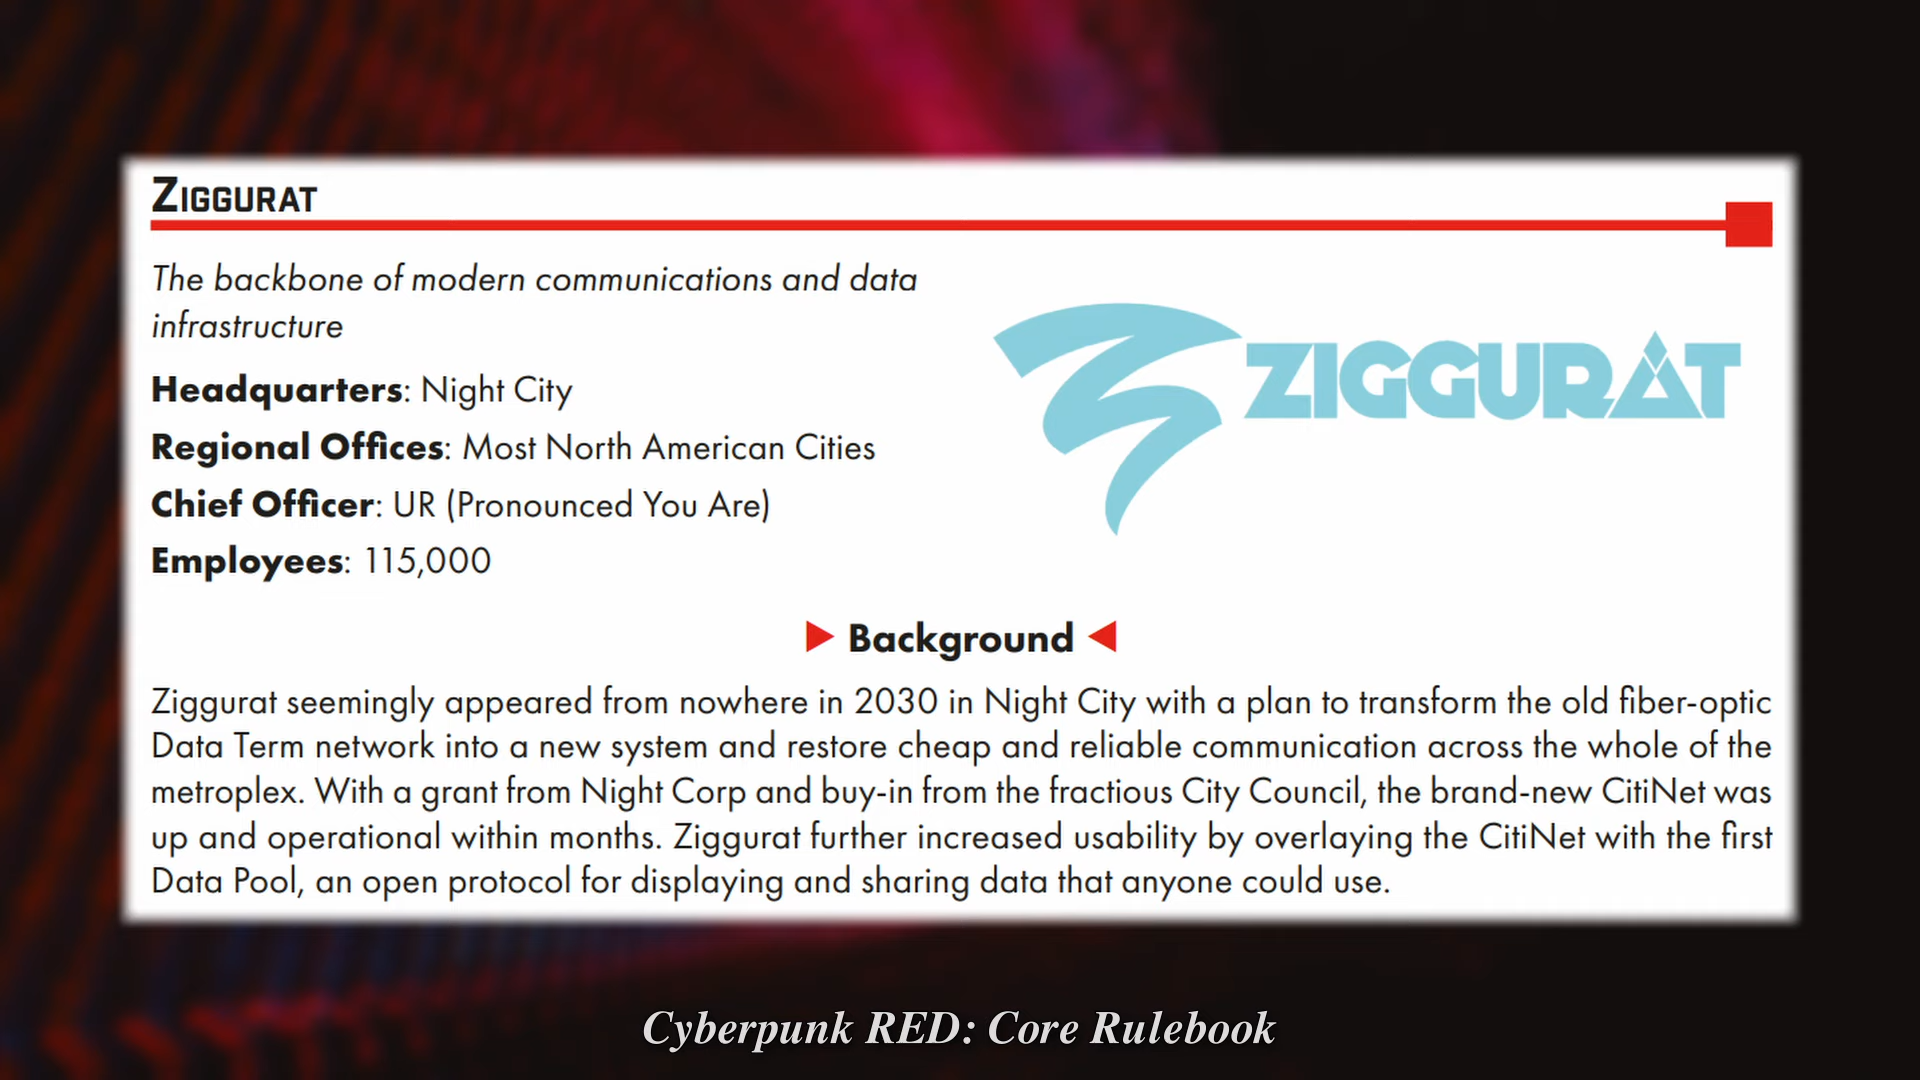 ZIGGURAT
The backbone of modern communications and data
infrastructure
ZIGGURAT
Headquarters: Night City
Regional Offices: Most North American Cities
Chief Officer: UR (Pronounced You Are)
Employees: 115,000
Background
Ziggurat seemingly appeared from nowhere in 2030 in Night City with a plan to transform the old fiber-optic
Data Term network into a new system and restore cheap and reliable communication across the whole of the
metroplex. With a grant from Night Corp and buy-in from the fractious City Council, the brand-new CitiNet was
up and operational within months. Ziggurat further increased usability by overlaying the CitiNet with the first
Data Pool, an open protocol for displaying and sharing data that anyone could use.
Cyberpunk RED: Core Rulebook